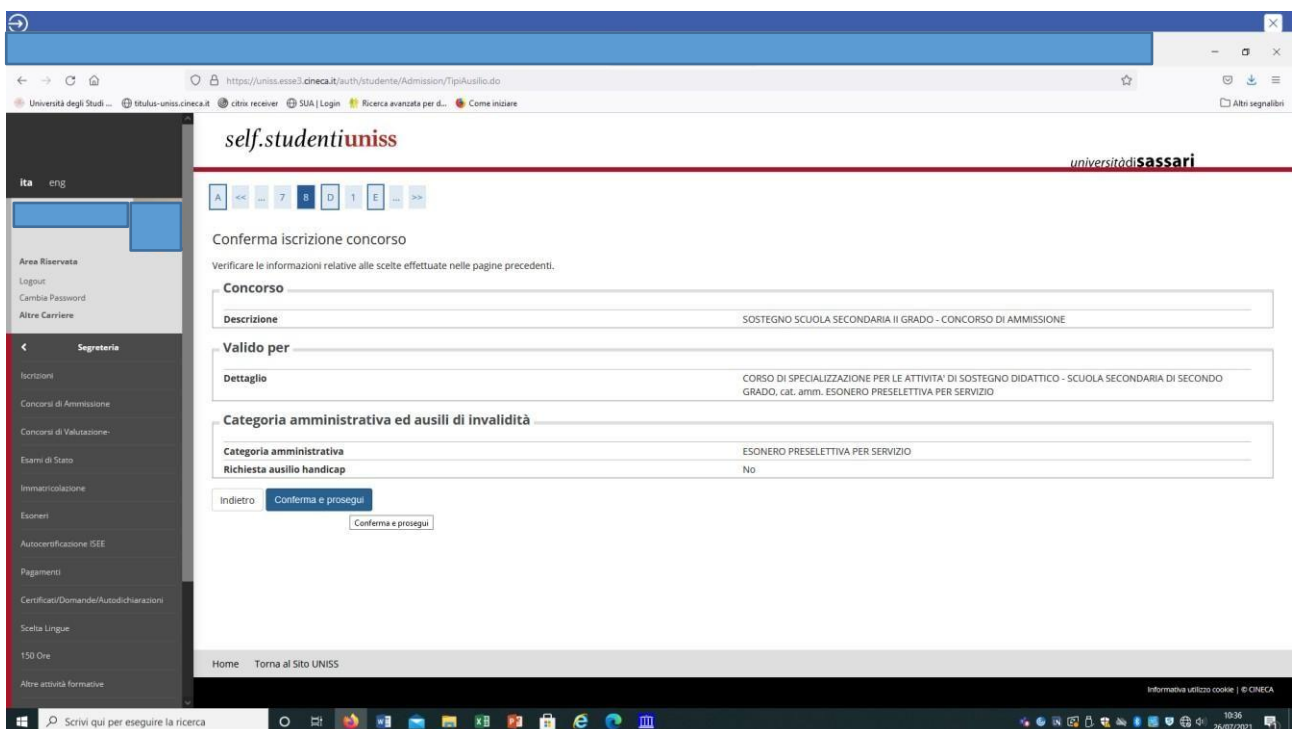 https://uniss.esse3.cineca.it/auth/studente/Admission/TipiAusilio.do
Università degli Studi ... titulus-uniss.cineca.it citrix receiver SUA | Login Ricerca avanzata per d... Come iniziare Altri segnalibri
self.studentiuniss
universitàdisassari
ita eng
A << ... 7 8 D 1 E ... >>
Conferma iscrizione concorso
Verificare le informazioni relative alle scelte effettuate nelle pagine precedenti.
Area Riservata
Logout
Cambia Password
Altre Carriere
Segreteria
Iscrizioni
Concorsi di Ammissione
Concorsi di Valutazione-
Esami di Stato
Immatricolazione
Esoneri
Autocertificazione ISEE
Pagamenti
Certificati/Domande/Autodichiarazioni
Scelta Lingue
150 Ore
Altre attività formative
Concorso
Descrizione SOSTEGNO SCUOLA SECONDARIA II GRADO - CONCORSO DI AMMISSIONE
Valido per
Dettaglio CORSO DI SPECIALIZZAZIONE PER LE ATTIVITA' DI SOSTEGNO DIDATTICO - SCUOLA SECONDARIA DI SECONDO
GRADO, cat. amm. ESONERO PRESELETTIVA PER SERVIZIO
Categoria amministrativa ed ausili di invalidità
Categoria amministrativa ESONERO PRESELETTIVA PER SERVIZIO
Richiesta ausilio handicap No
Indietro Conferma e prosegui
Conferma e prosegui
Home Torna al Sito UNISS
Informativa utilizzo cookie | © CINECA
Scrivi qui per eseguire la ricerca
10:36
26/07/2021